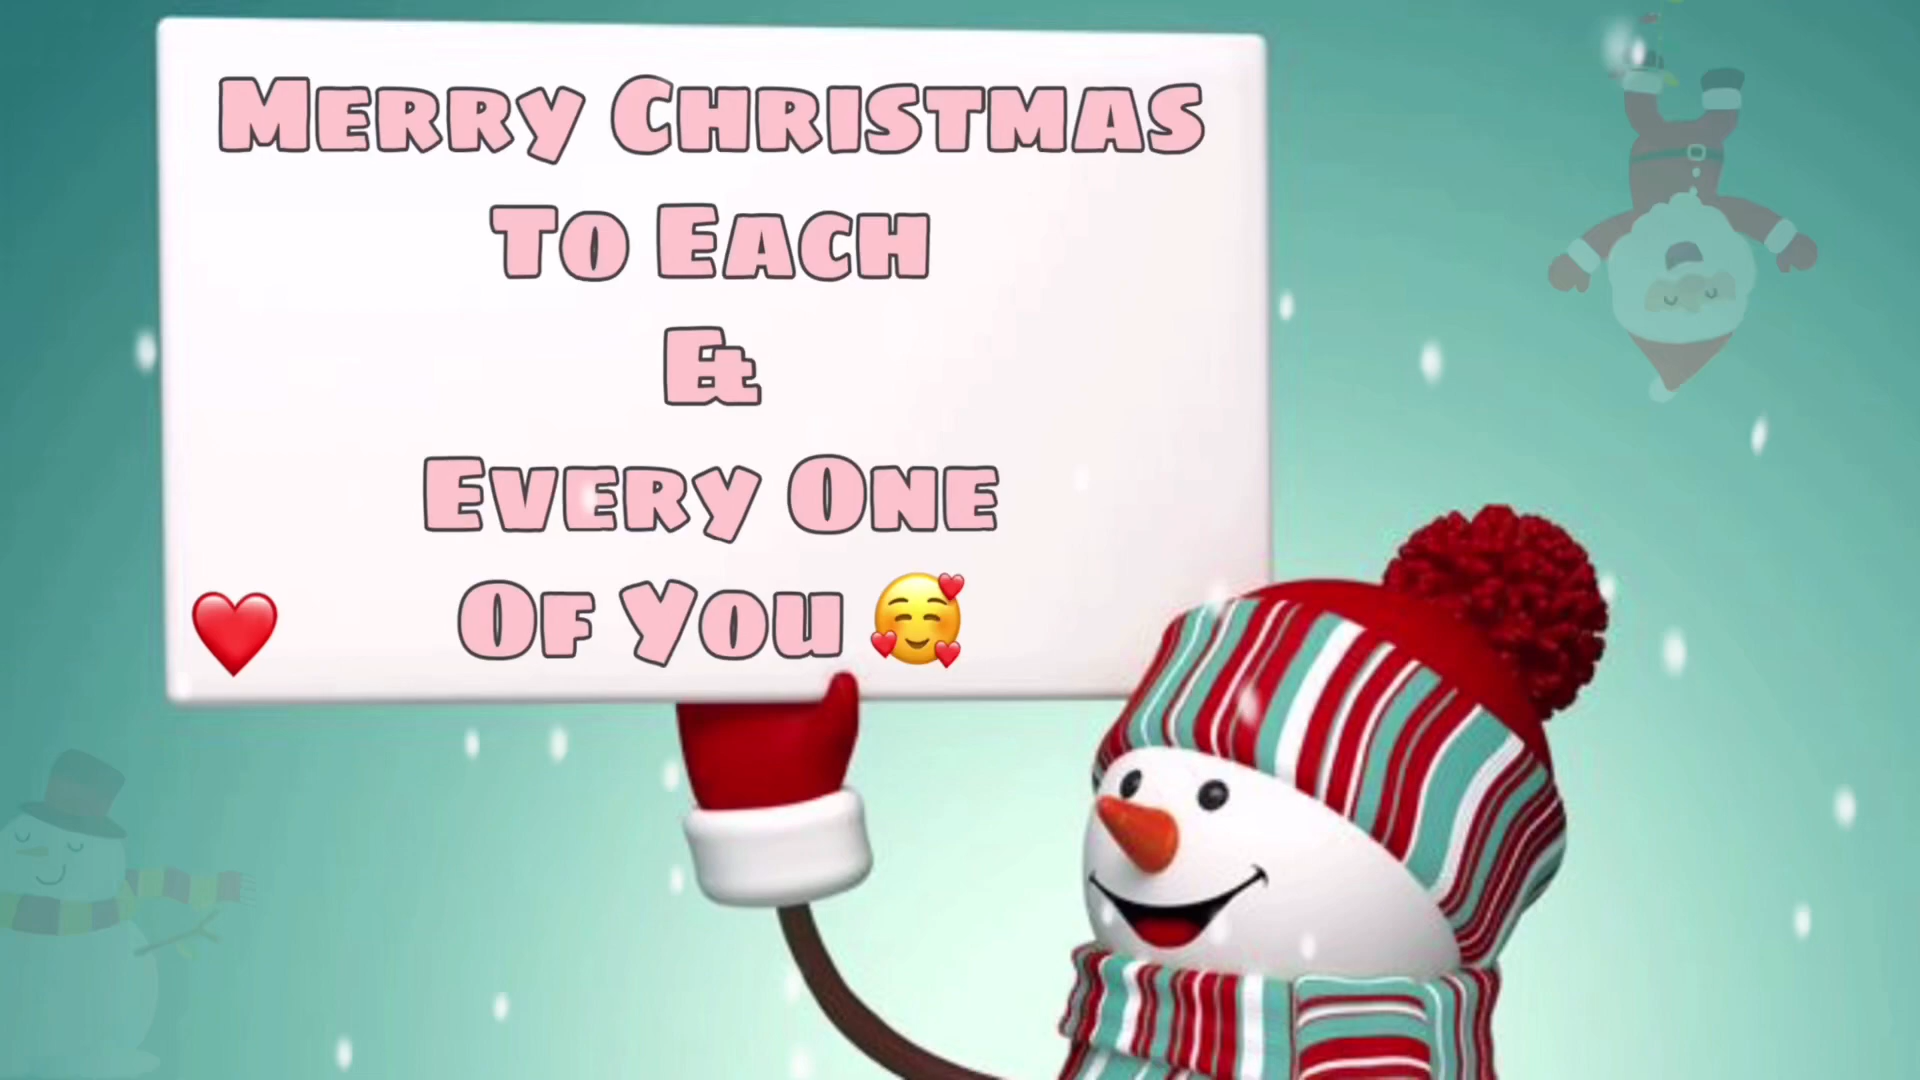 Merry Christmas
To Each
&
Every One
Of You 🥰